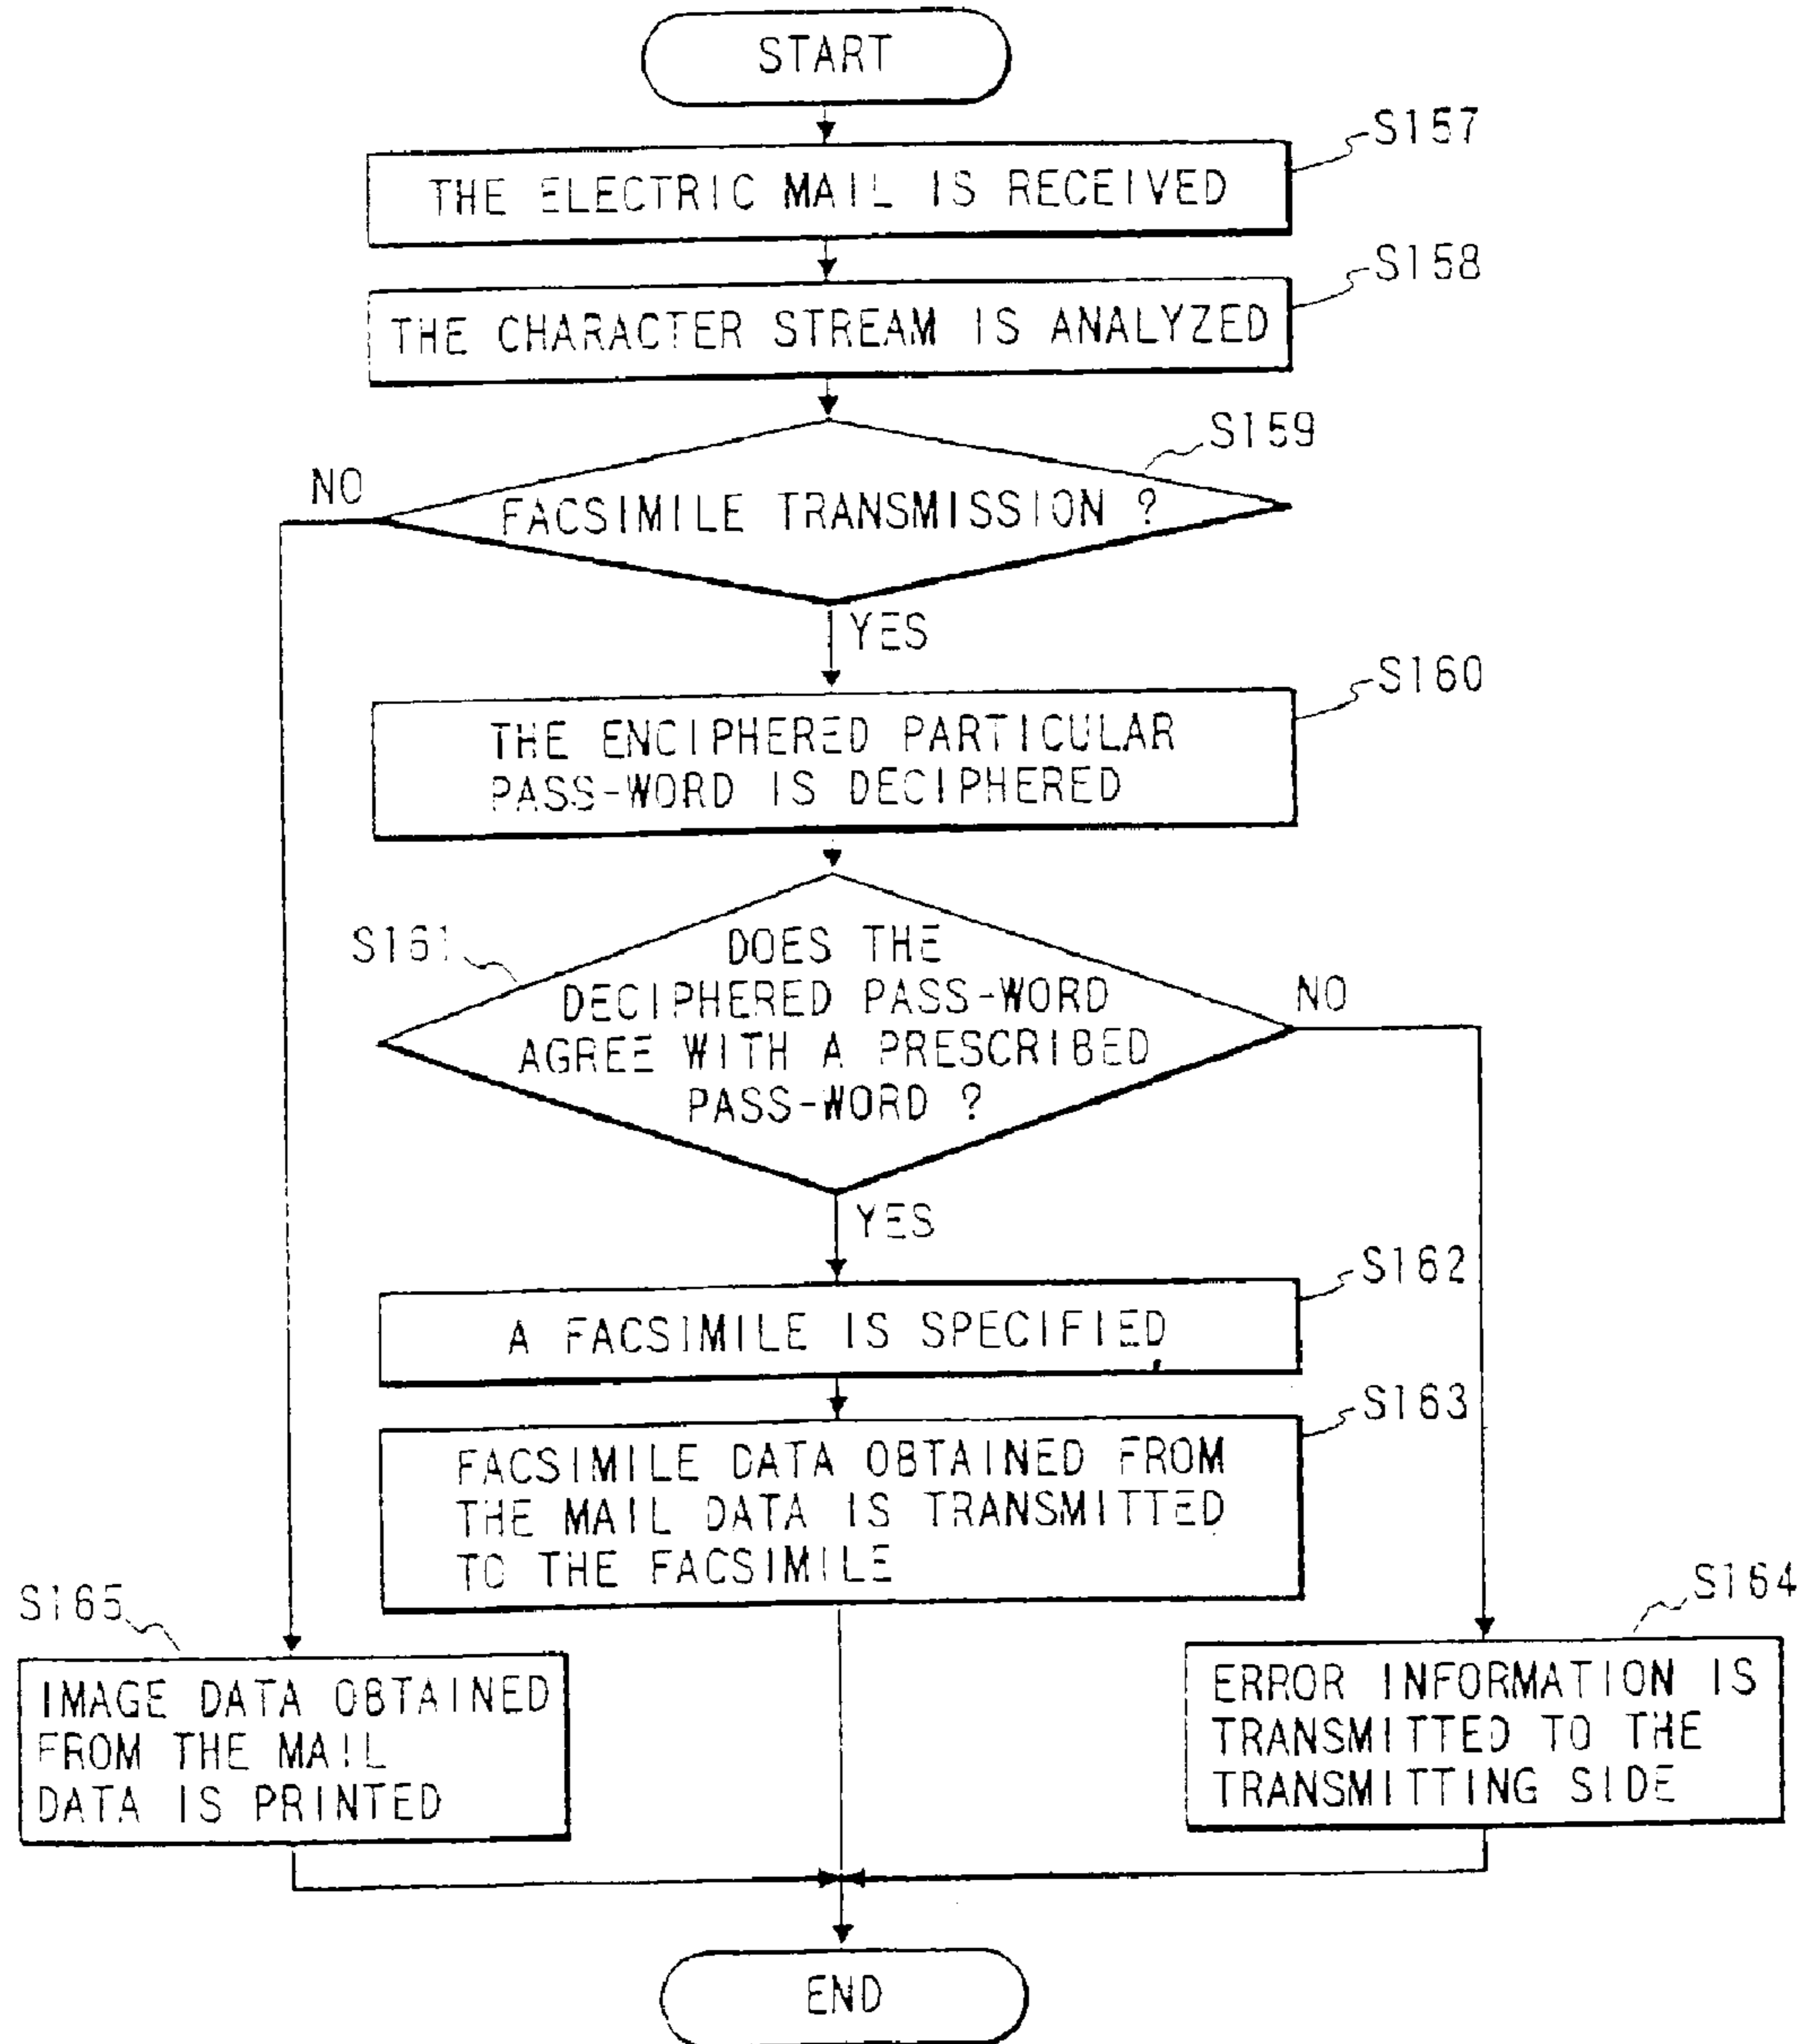 START
S157
THE ELECTRIC MAIL IS RECEIVED
S158
THE CHARACTER STREAM IS ANALYZED
S159
NO
FACSIMILE TRANSMISSION ?
YES
S160
THE ENCIPHERED PARTICULAR
PASS-WORD IS DECIPHERED
S161
DOES THE
DECIPHERED PASS-WORD
AGREE WITH A PRESCRIBED
PASS-WORD ?
NO
YES
S162
A FACSIMILE IS SPECIFIED
S163
FACSIMILE DATA OBTAINED FROM
THE MAIL DATA IS TRANSMITTED
TO THE FACSIMILE
S165
IMAGE DATA OBTAINED
FROM THE MAIL
DATA IS PRINTED
S164
ERROR INFORMATION IS
TRANSMITTED TO THE
TRANSMITTING SIDE
END